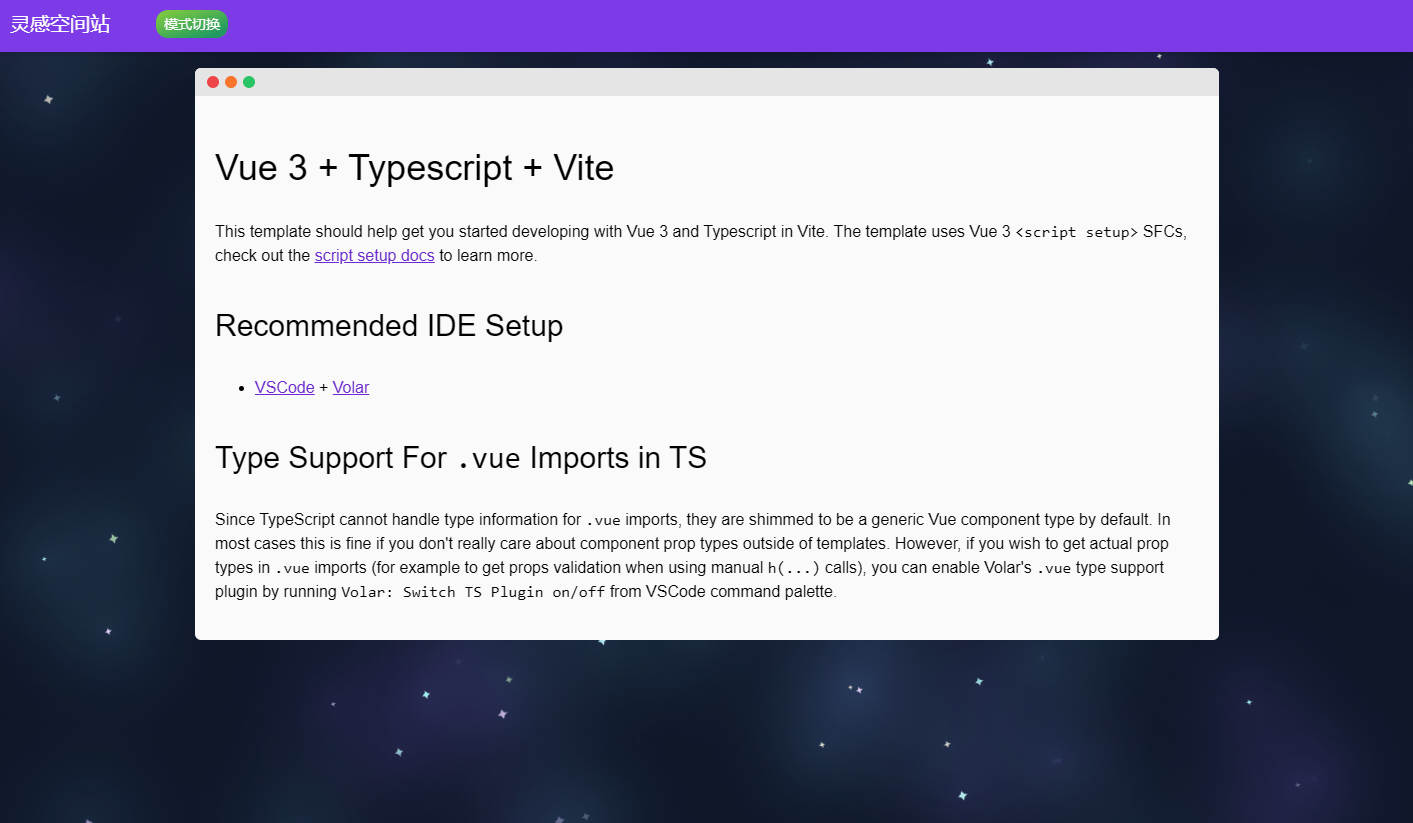 灵感空间站
模式切换
Vue 3 + Typescript + Vite
This template should help get you started developing with Vue 3 and Typescript in Vite. The template uses Vue 3 <script setup> SFCs,
check out the script setup docs to learn more.
Recommended IDE Setup
• VSCode + Volar
Type Support For .vue Imports in TS
Since TypeScript cannot handle type information for .vue imports, they are shimmed to be a generic Vue component type by default. In
most cases this is fine if you don't really care about component prop types outside of templates. However, if you wish to get actual prop
types in .vue imports (for example to get props validation when using manual h(...) calls), you can enable Volar's .vue type support
plugin by running Volar: Switch TS Plugin on/off from VSCode command palette.